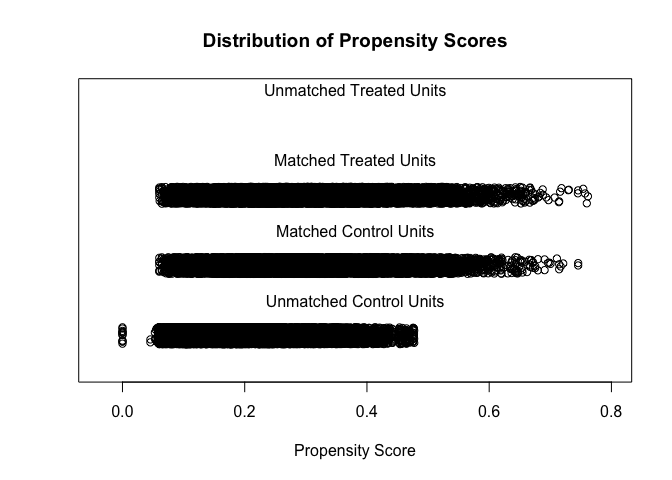 Distribution of Propensity Scores
Unmatched Treated Units
Matched Treated Units
Matched Control Units
Unmatched Control Units
0.0 0.2 0.4 0.6 0.8
Propensity Score